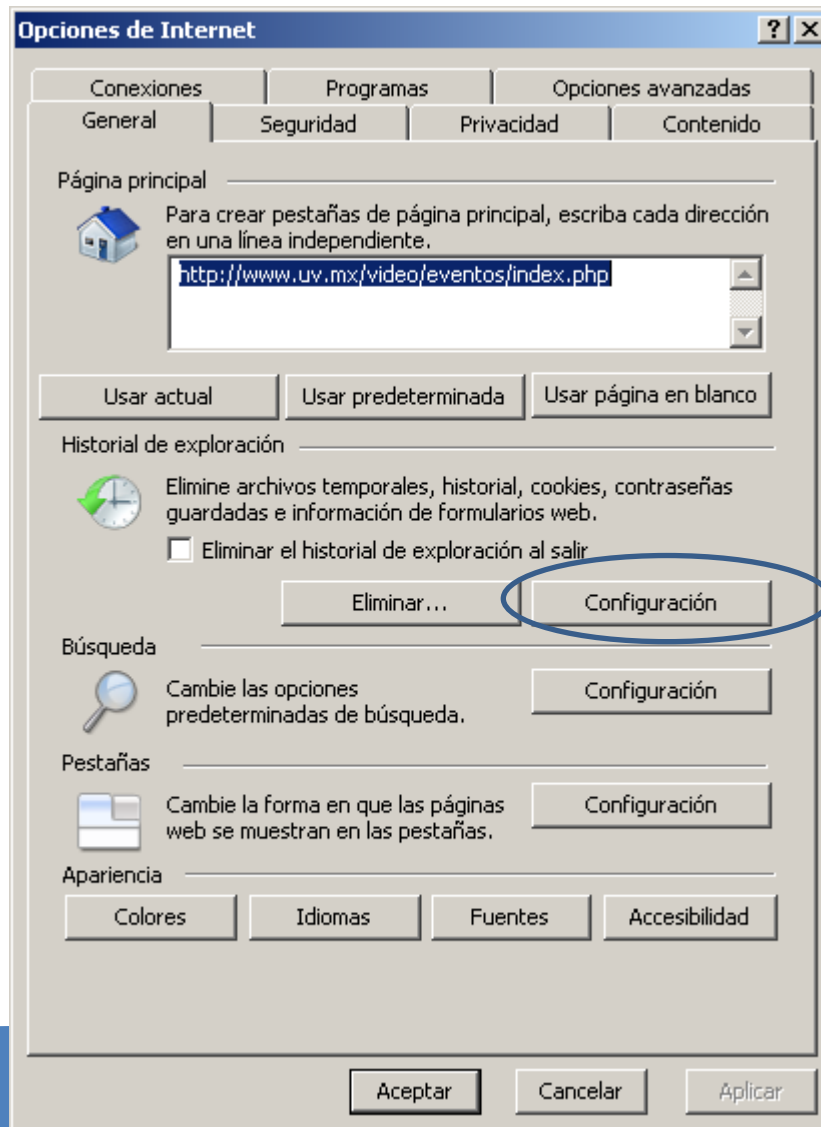 Opciones de Internet
Conexiones Programas Opciones avanzadas
General Seguridad Privacidad Contenido
Página principal
Para crear pestañas de página principal, escriba cada dirección
en una línea independiente.
http://www.uv.mx/video/eventos/index.php
Usar actual Usar predeterminada Usar página en blanco
Historial de exploración
Elimine archivos temporales, historial, cookies, contraseñas
guardadas e información de formularios web.
Eliminar el historial de exploración al salir
Eliminar... Configuración
Búsqueda
Cambie las opciones
predeterminadas de búsqueda.
Configuración
Pestañas
Cambie la forma en que las páginas
web se muestran en las pestañas.
Configuración
Apariencia
Colores Idiomas Fuentes Accesibilidad
Aceptar Cancelar Aplicar